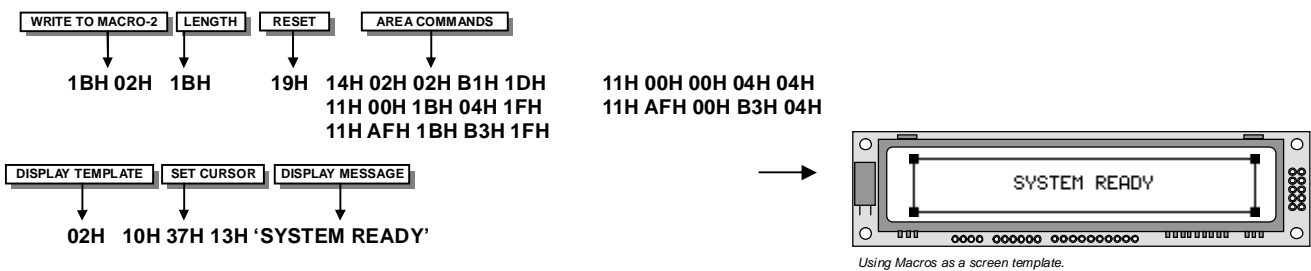 WRITE TO MACRO-2 LENGTH RESET AREA COMMANDS
1BH 02H 1BH 19H 14H 02H 02H B1H 1DH 11H 00H 00H 04H 04H
11H 00H 1BH 04H 1FH 11H AFH 00H B3H 04H
11H AFH 1BH B3H 1FH
DISPLAY TEMPLATE SET CURSOR DISPLAY MESSAGE
02H 10H 37H 13H ‘SYSTEM READY’
SYSTEM READY
Using Macros as a screen template.